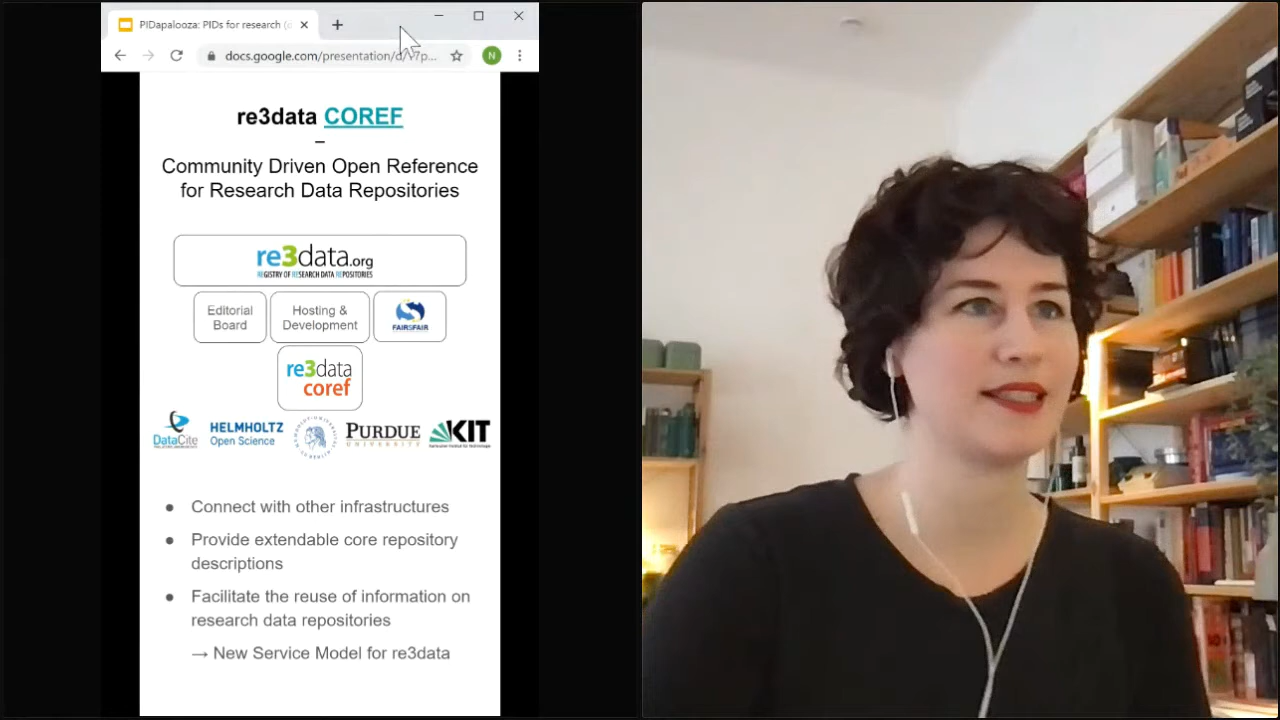 PIDapalooza: PIDs for research (
docs.google.com/presentation/d/
N
re3data COREF
–
Community Driven Open Reference
for Research Data Repositories
re3data.org
REGISTRY OF RESEARCH DATA REPOSITORIES
Editorial
Board
Hosting &
Development
FAIRSFAIR
re3data
coref
DataCite
HELMHOLTZ
Open Science
PURDUE
UNIVERSITY
KIT
● Connect with other infrastructures
● Provide extendable core repository
descriptions
● Facilitate the reuse of information on
research data repositories
→ New Service Model for re3data